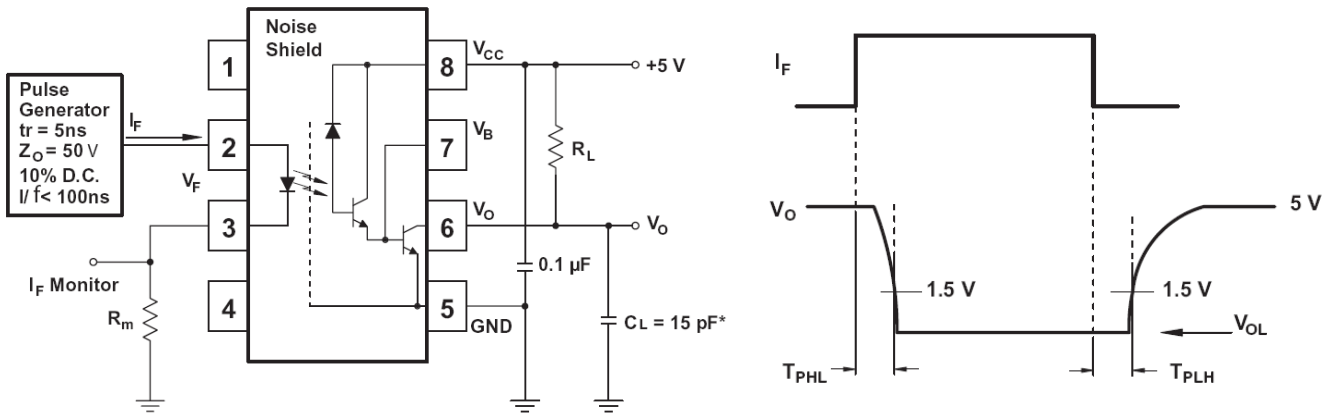 Noise
Shield
Pulse
Generator
tr = 5ns
ZO = 50 V
10% D.C.
I/ f < 100ns
IF
VF
1
2
3
4
8
7
6
5
VCC
VB
VO
GND
+5 V
RL
VO
0.1 µF
CL = 15 pF*
IF Monitor
Rm
IF
VO
5 V
1.5 V
1.5 V
VOL
TPHL
TPLH